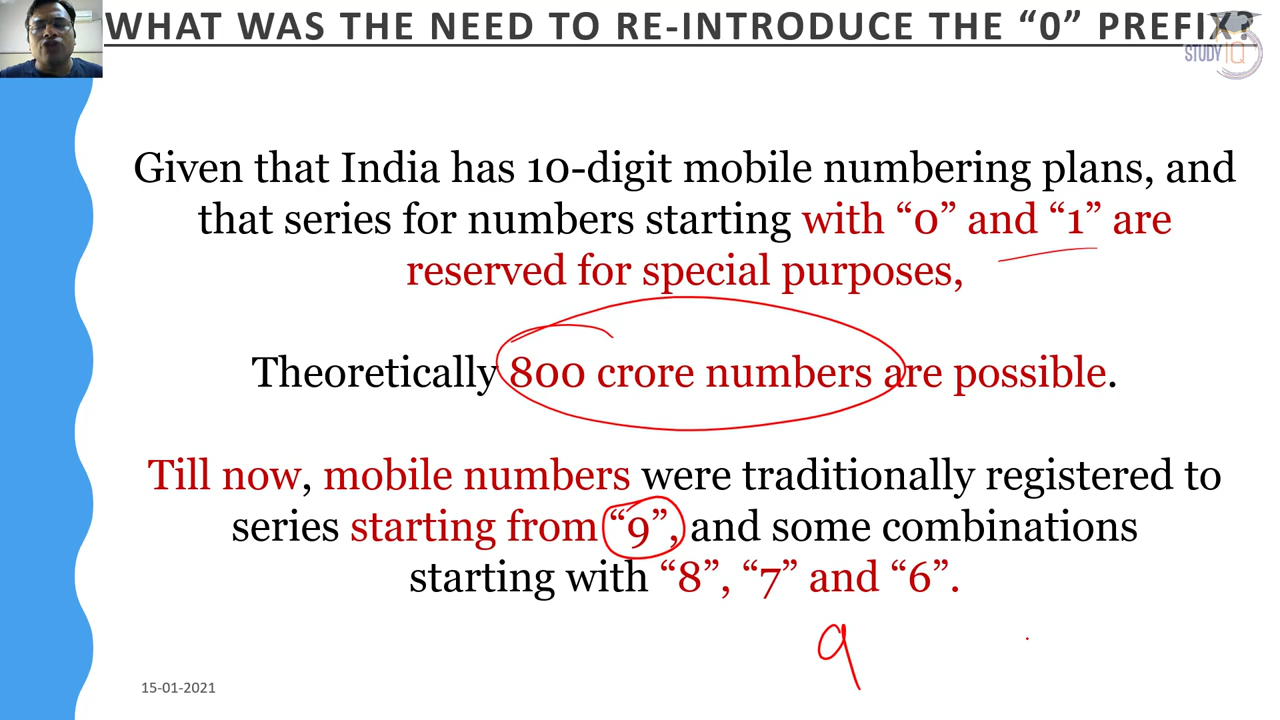 WHAT WAS THE NEED TO RE-INTRODUCE THE “0” PREFIX?
STUDY IQ
Given that India has 10-digit mobile numbering plans, and
that series for numbers starting with “0” and “1” are
reserved for special purposes,
Theoretically 800 crore numbers are possible.
Till now, mobile numbers were traditionally registered to
series starting from “9”, and some combinations
starting with “8”, “7” and “6”.
9
15-01-2021